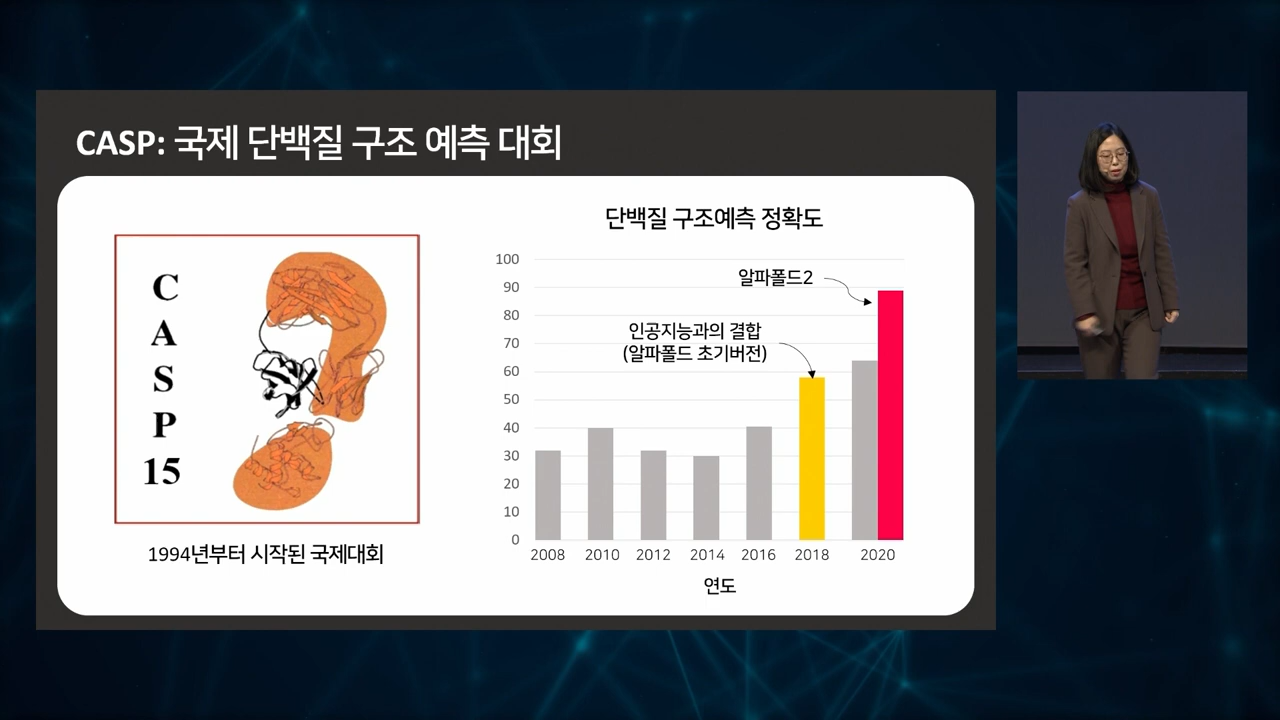 CASP: 국제 단백질 구조 예측 대회
C
A
S
P
15
1994년부터 시작된 국제대회
단백질 구조예측 정확도
100
90
80
70
60
50
40
30
20
10
0
알파폴드2
인공지능과의 결합
(알파폴드 초기버전)
2008 2010 2012 2014 2016 2018 2020
연도